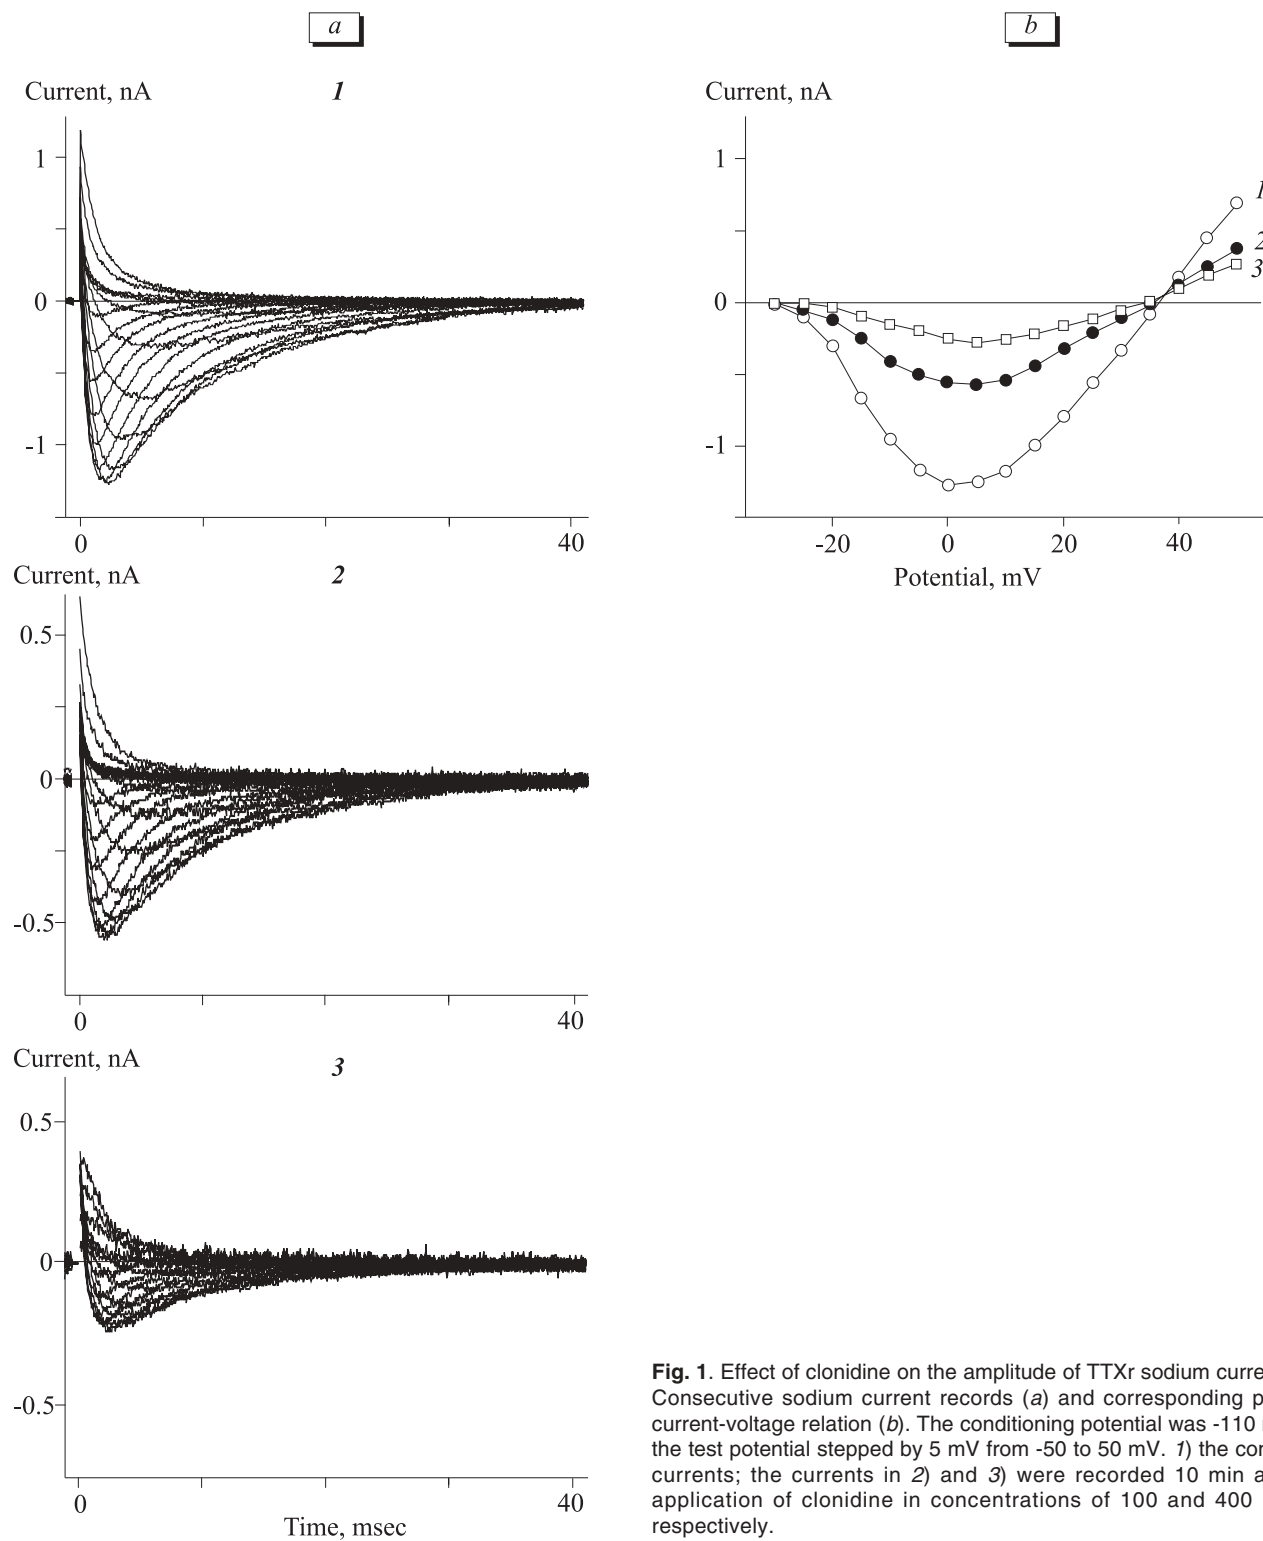 a
b
Current, nA
1
1
0
-1
0
40
Current, nA
1
0
-1
1
2
3
-20
0
20
40
Potential, mV
Current, nA
2
0.5
0
-0.5
0
40
Current, nA
3
0.5
0
-0.5
0
40
Time, msec
Fig. 1. Effect of clonidine on the amplitude of TTXr sodium
Consecutive sodium current records (a) and corresponding
current-voltage relation (b). The conditioning potential was -110
the test potential stepped by 5 mV from -50 to 50 mV. 1) the
currents; the currents in 2) and 3) were recorded 10 min
application of clonidine in concentrations of 100 and 400
respectively.